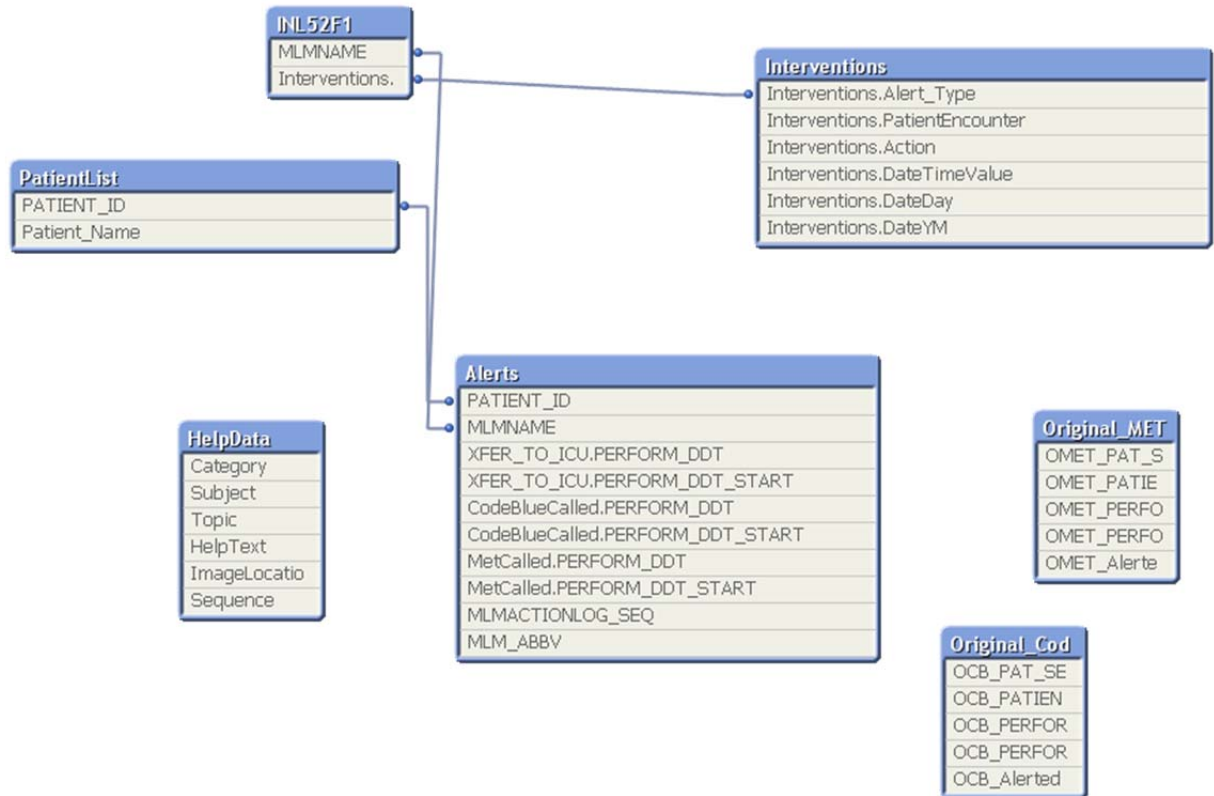 INL52F1
MLMNAME
Interventions.
Interventions
Interventions.Alert_Type
Interventions.PatientEncounter
Interventions.Action
Interventions.DateTimeValue
Interventions.DateDay
Interventions.DateYM
PatientList
PATIENT_ID
Patient_Name
Alerts
PATIENT_ID
MLMNAME
XFER_TO_ICU.PERFORM_DDT
XFER_TO_ICU.PERFORM_DDT_START
CodeBlueCalled.PERFORM_DDT
CodeBlueCalled.PERFORM_DDT_START
MetCalled.PERFORM_DDT
MetCalled.PERFORM_DDT_START
MLMACTIONLOG_SEQ
MLM_ABBV
HelpData
Category
Subject
Topic
HelpText
ImageLocatio
Sequence
Original_MET
OMET_PAT_S
OMET_PATIE
OMET_PERFO
OMET_PERFO
OMET_Alerte
Original_Cod
OCB_PAT_SE
OCB_PATIEN
OCB_PERFOR
OCB_PERFOR
OCB_Alerted